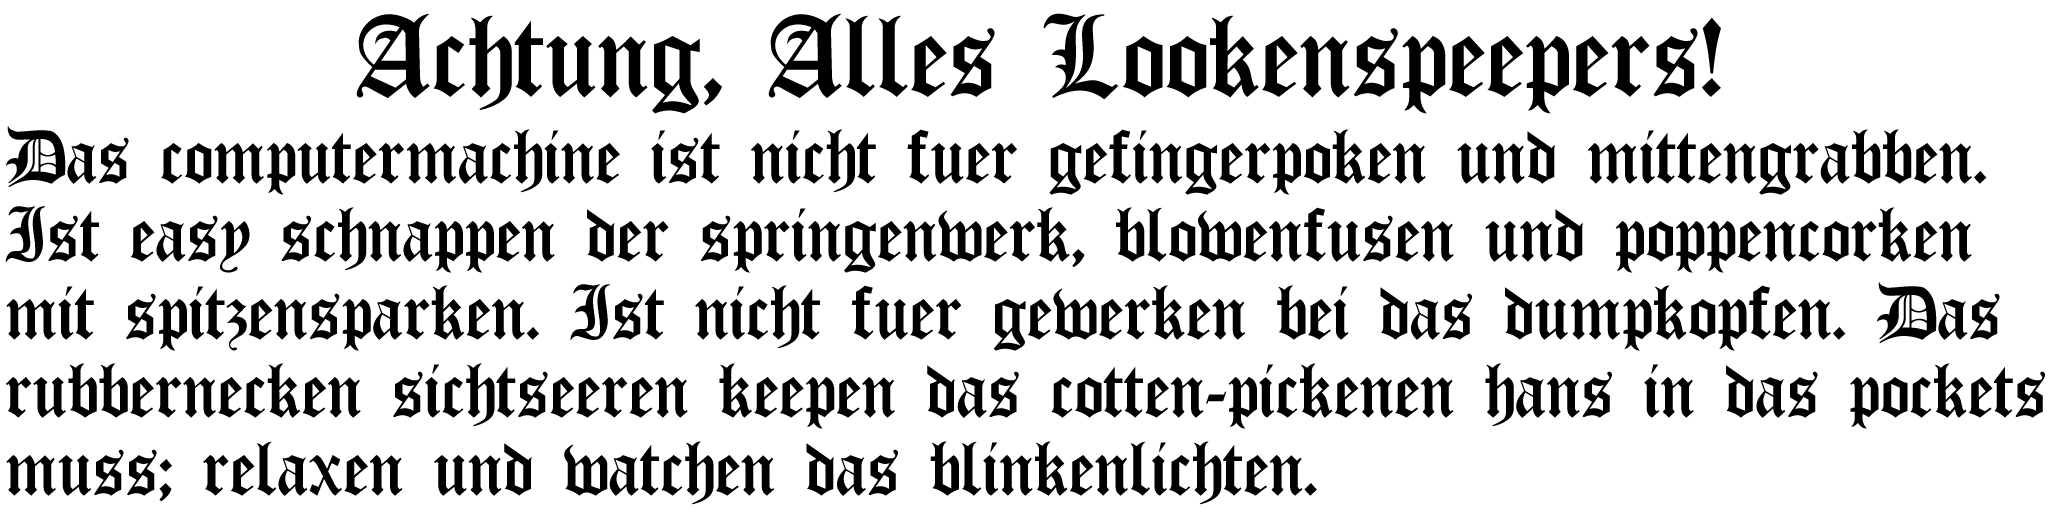 Achtung, Alles Lookenspeepers!
Das computermachine ist nicht fuer gefingerpoken und mittengrabben.
Ist easy schnappen der springenwerk, blowenfusen und poppencorken
mit spitzensparken. Ist nicht fuer gewerken bei das dumpkopfen. Das
rubbernecken sichtseeren keepen das cotten-pickenen hans in das pockets
muss; relaxen und watchen das blinkenlichten.